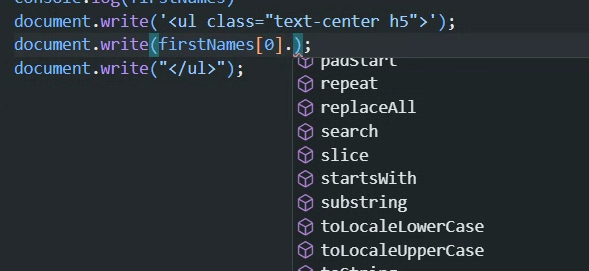 console.log(firstNames)
document.write('<ul class="text-center h5">');
document.write(firstNames[0].);
document.write("</ul>");
padStart
repeat
replaceAll
search
slice
startsWith
substring
toLocaleLowerCase
toLocaleUpperCase
toString